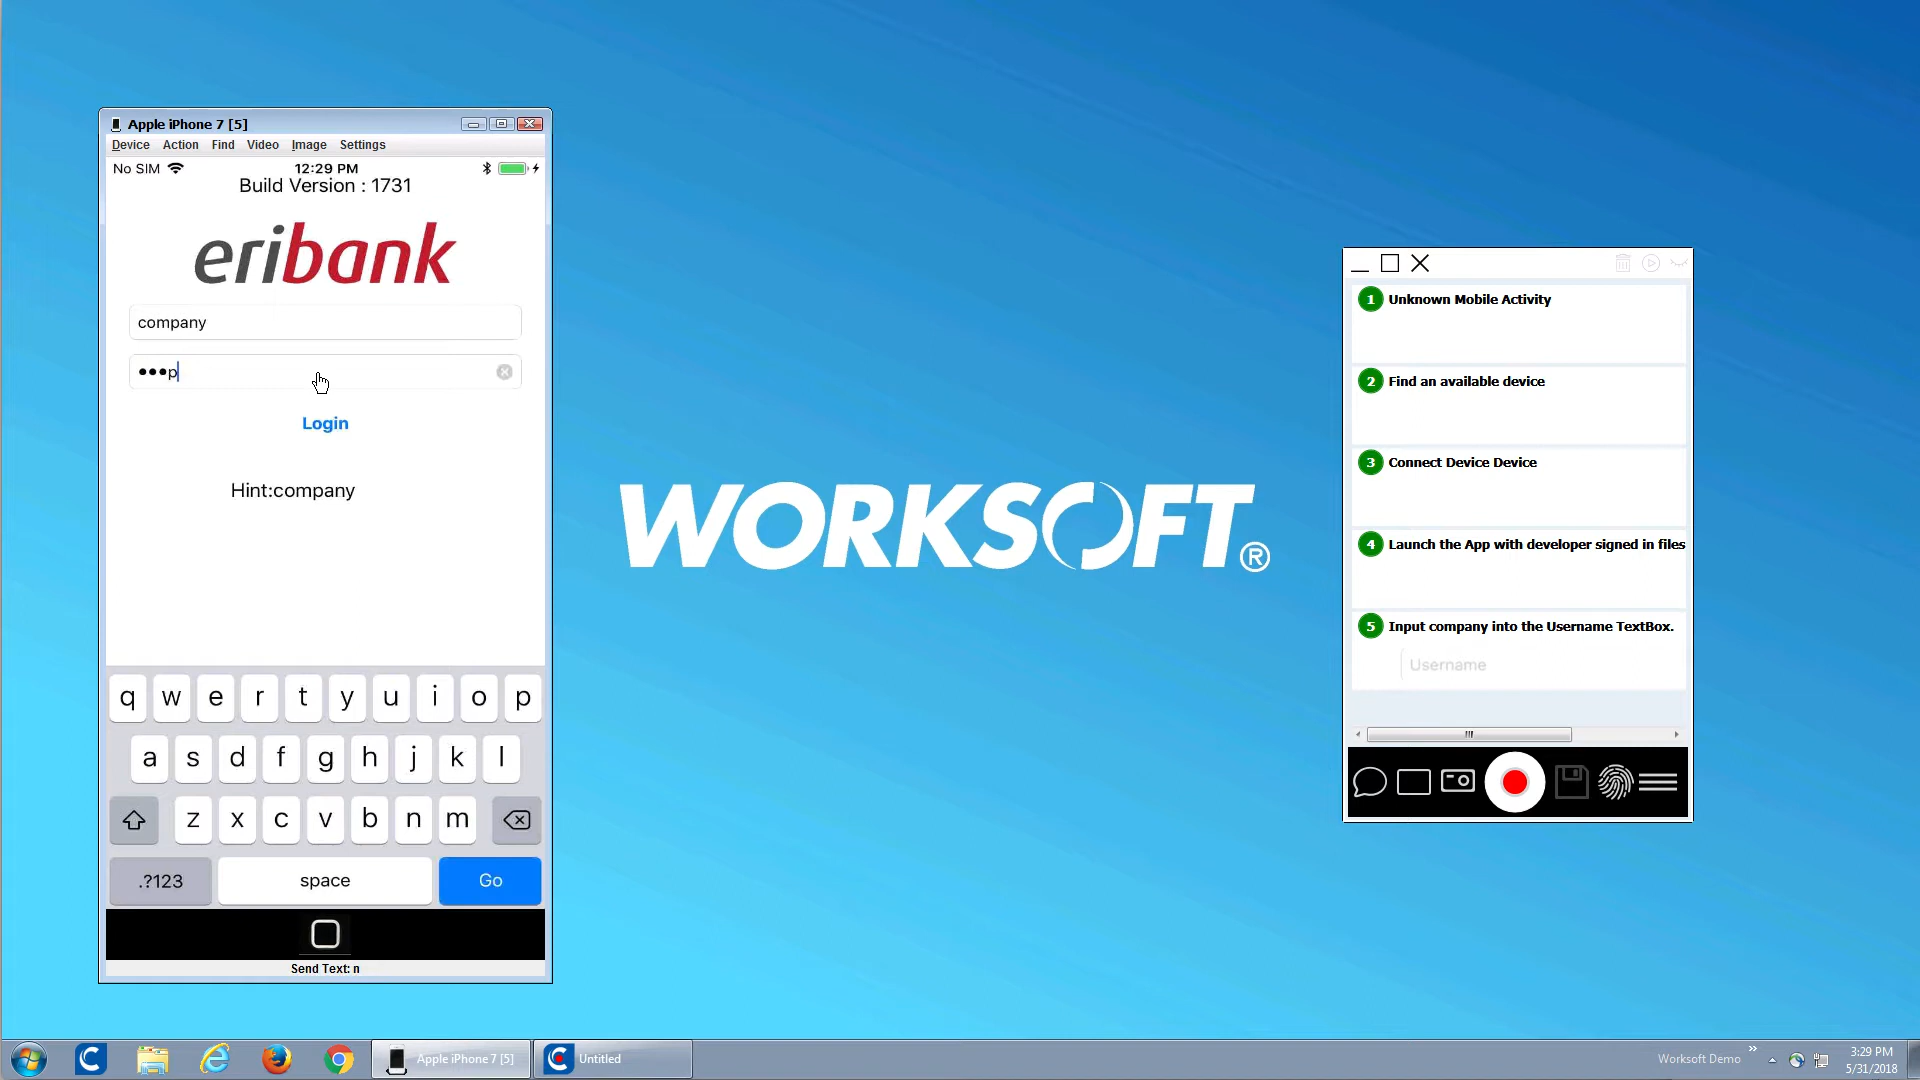 Apple iPhone 7 [5]
Device Action Find Video Image Settings
No SIM 12:29 PM
Build Version : 1731
eribank
company
•••p
Login
Hint:company
q w e r t y u i o p
a s d f g h j k l
z x c v b n m
.?123 space Go
Send Text: n
WORKSOFT®
1 Unknown Mobile Activity
2 Find an available device
3 Connect Device Device
4 Launch the App with developer signed in files
5 Input company into the Username TextBox.
Username
Apple iPhone 7 [5]
Untitled
Worksoft Demo
3:29 PM
5/31/2018